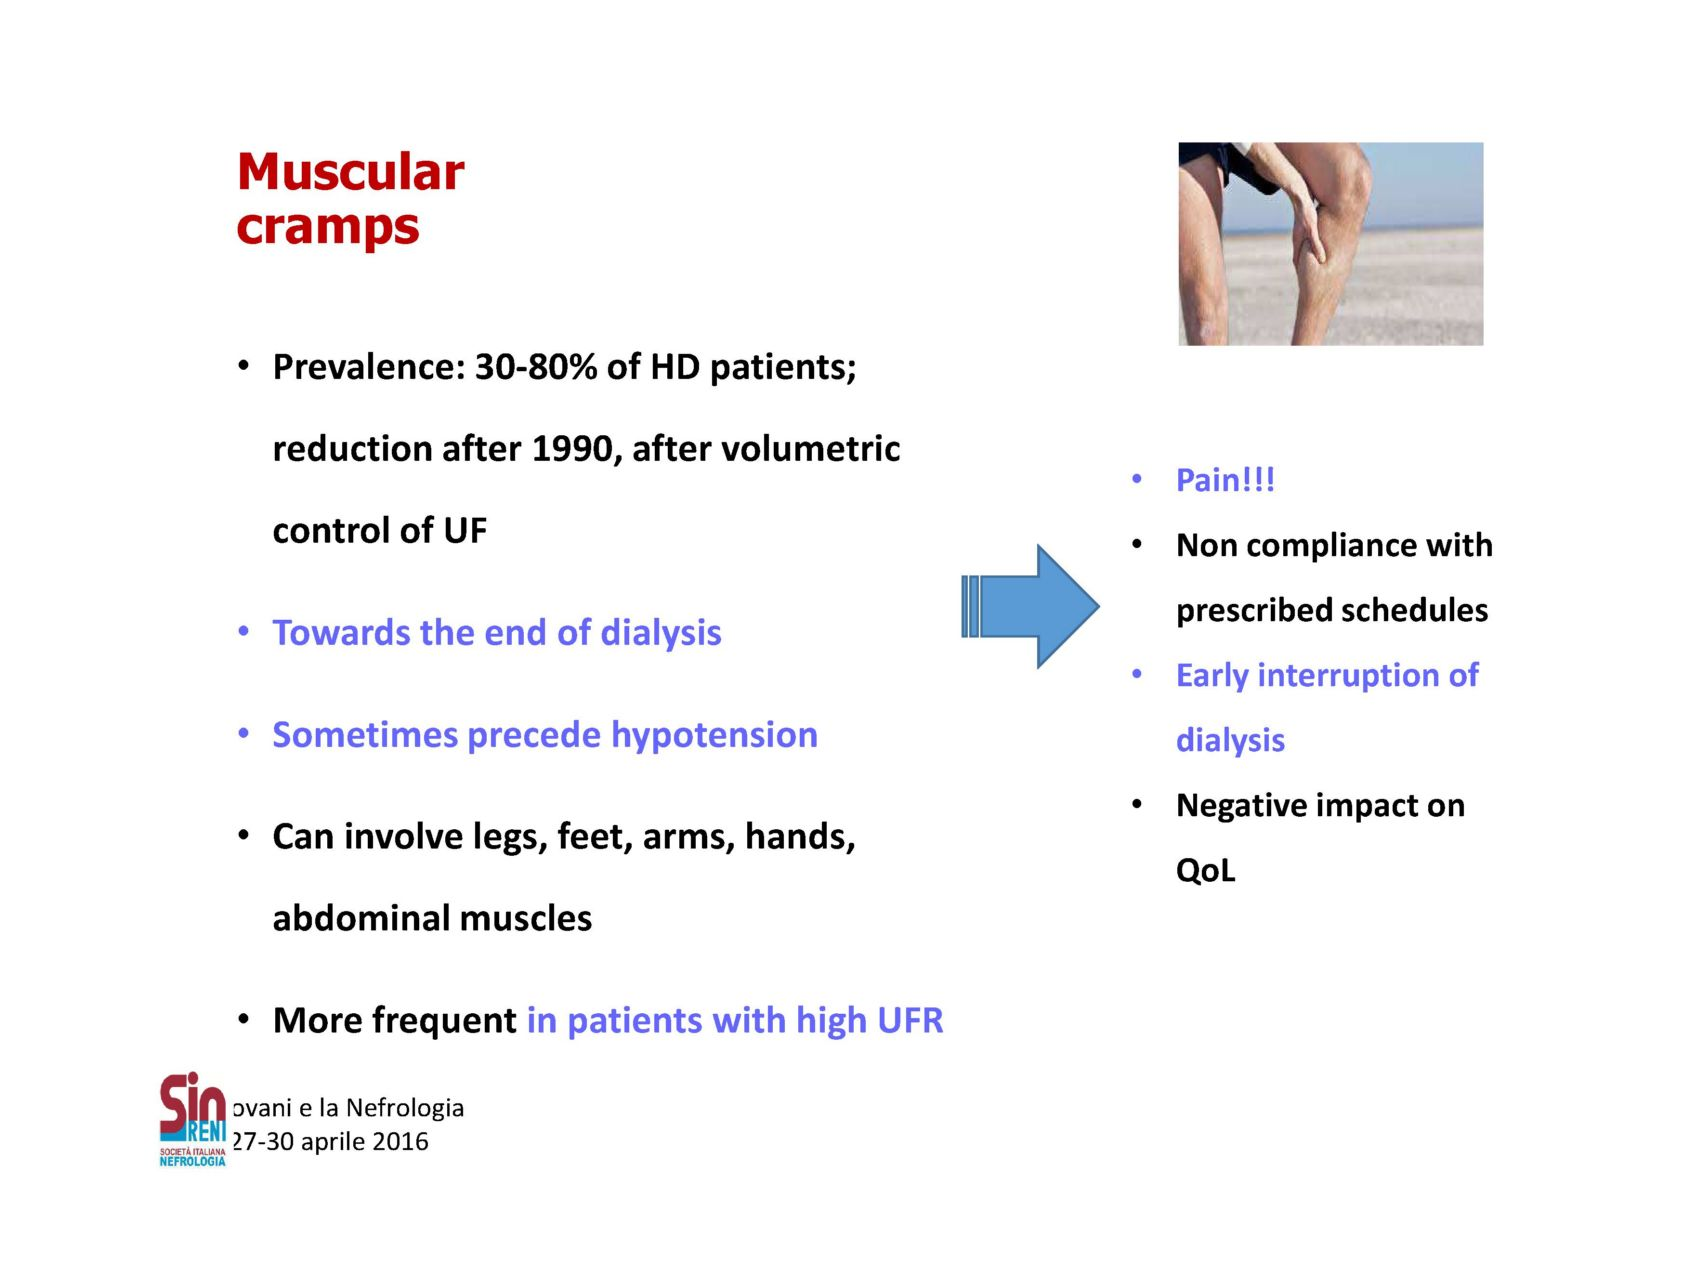 Muscular
cramps
• Prevalence: 30-80% of HD patients;
reduction after 1990, after volumetric
control of UF
• Towards the end of dialysis
• Sometimes precede hypotension
• Can involve legs, feet, arms, hands,
abdominal muscles
• More frequent in patients with high UFR
• Pain!!!
• Non compliance with
prescribed schedules
• Early interruption of
dialysis
• Negative impact on
QoL
Sin
RENI
SOCIETÀ ITALIANA
NEFROLOGIA
ovani e la Nefrologia
27-30 aprile 2016